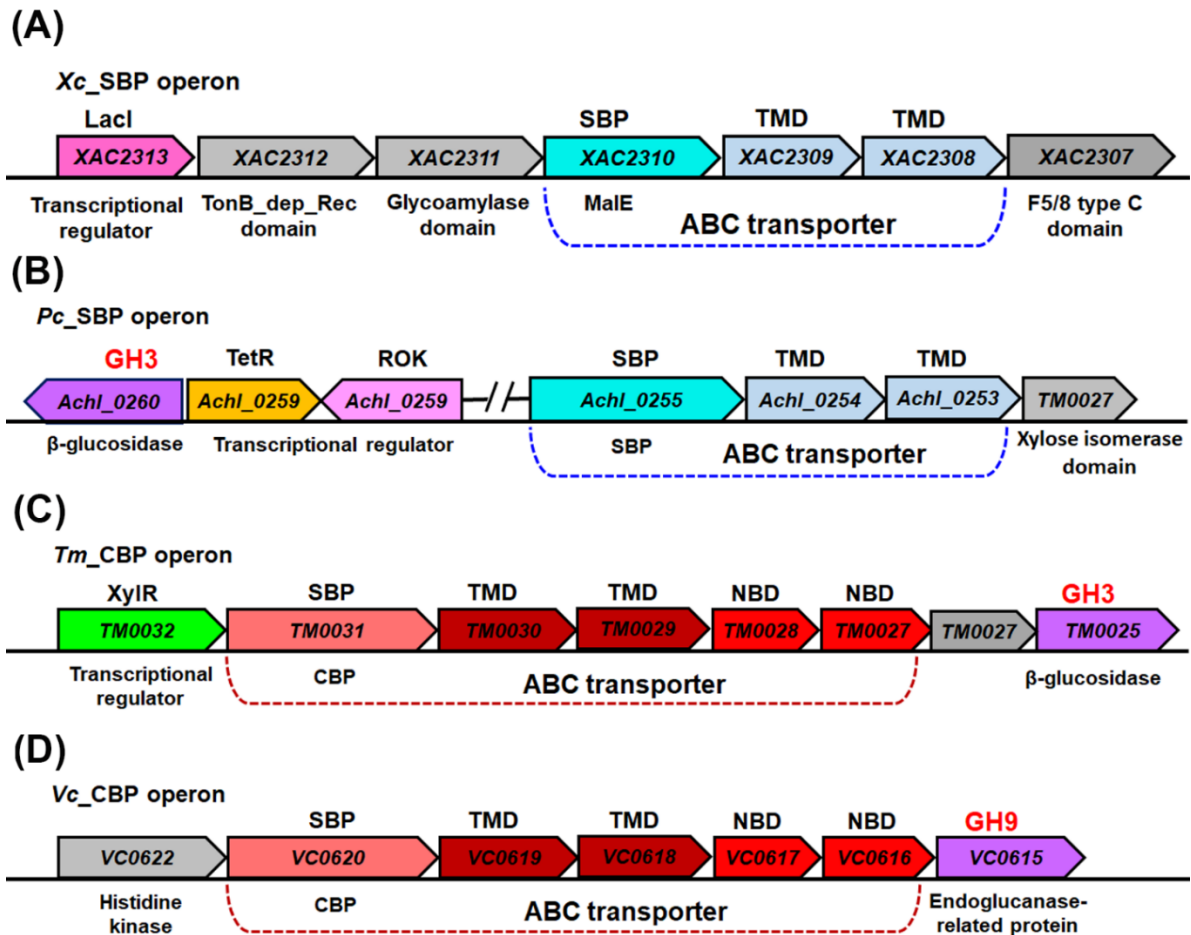 (A)
Xc_SBP operon
LacI SBP TMD TMD
XAC2313 XAC2312 XAC2311 XAC2310 XAC2309 XAC2308 XAC2307
Transcriptional TonB_dep_Rec Glycoamylase MalE F5/8 type C
regulator domain domain ABC transporter domain
(B)
Pc_SBP operon
GH3 TetR ROK SBP TMD TMD
Achl_0260 Achl_0259 Achl_0259 Achl_0255 Achl_0254 Achl_0253 TM0027
β-glucosidase Transcriptional regulator SBP ABC transporter Xylose isomerase
domain
(C)
Tm_CBP operon
XylR SBP TMD TMD NBD NBD GH3
TM0032 TM0031 TM0030 TM0029 TM0028 TM0027 TM0027 TM0025
Transcriptional CBP ABC transporter β-glucosidase
regulator
(D)
Vc_CBP operon
SBP TMD TMD NBD NBD GH9
VC0622 VC0620 VC0619 VC0618 VC0617 VC0616 VC0615
Histidine CBP ABC transporter Endoglucanase-
kinase related protein